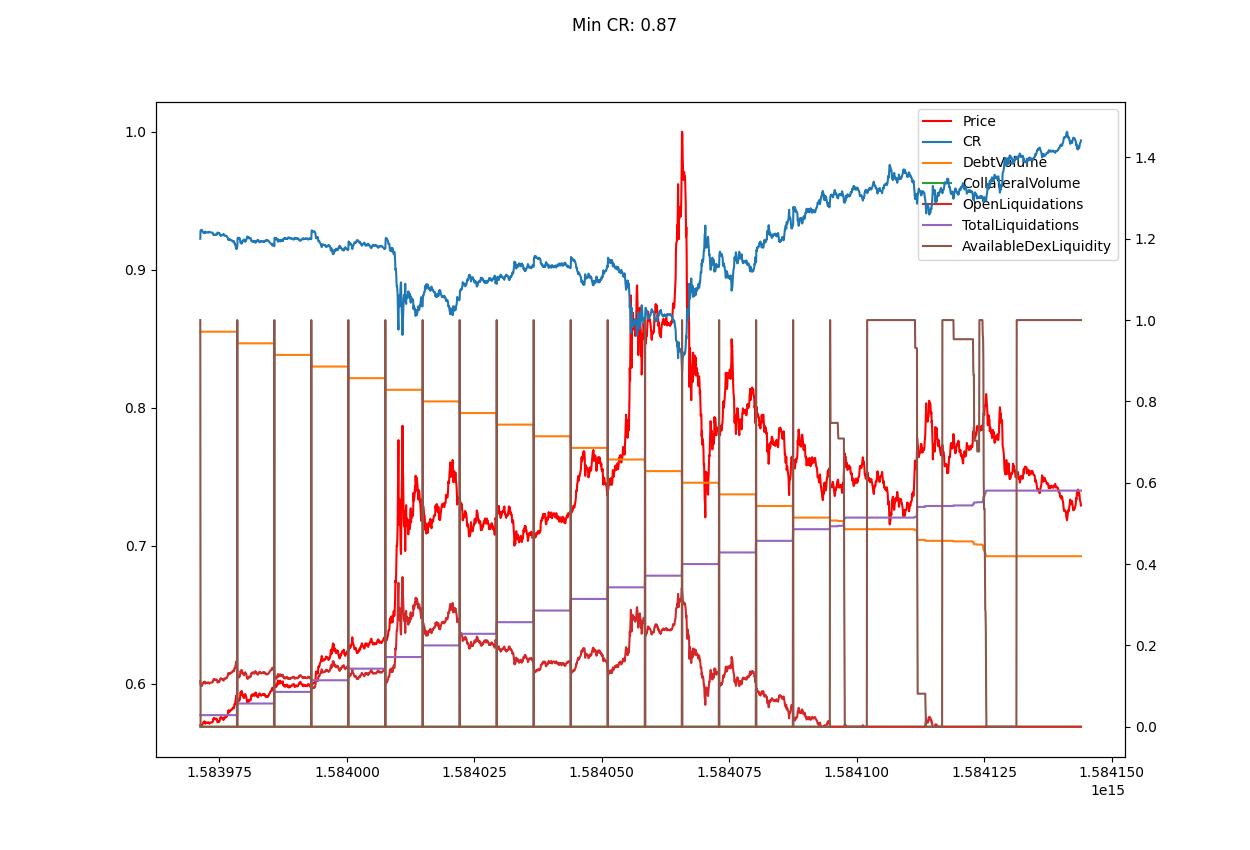 Min CR: 0.87
Price
CR
DebtVolume
CollateralVolume
OpenLiquidations
TotalLiquidations
AvailableDexLiquidity
1.0
0.9
0.8
0.7
0.6
1.4
1.2
1.0
0.8
0.6
0.4
0.2
0.0
1.583975 1.584000 1.584025 1.584050 1.584075 1.584100 1.584125 1.584150
1e15